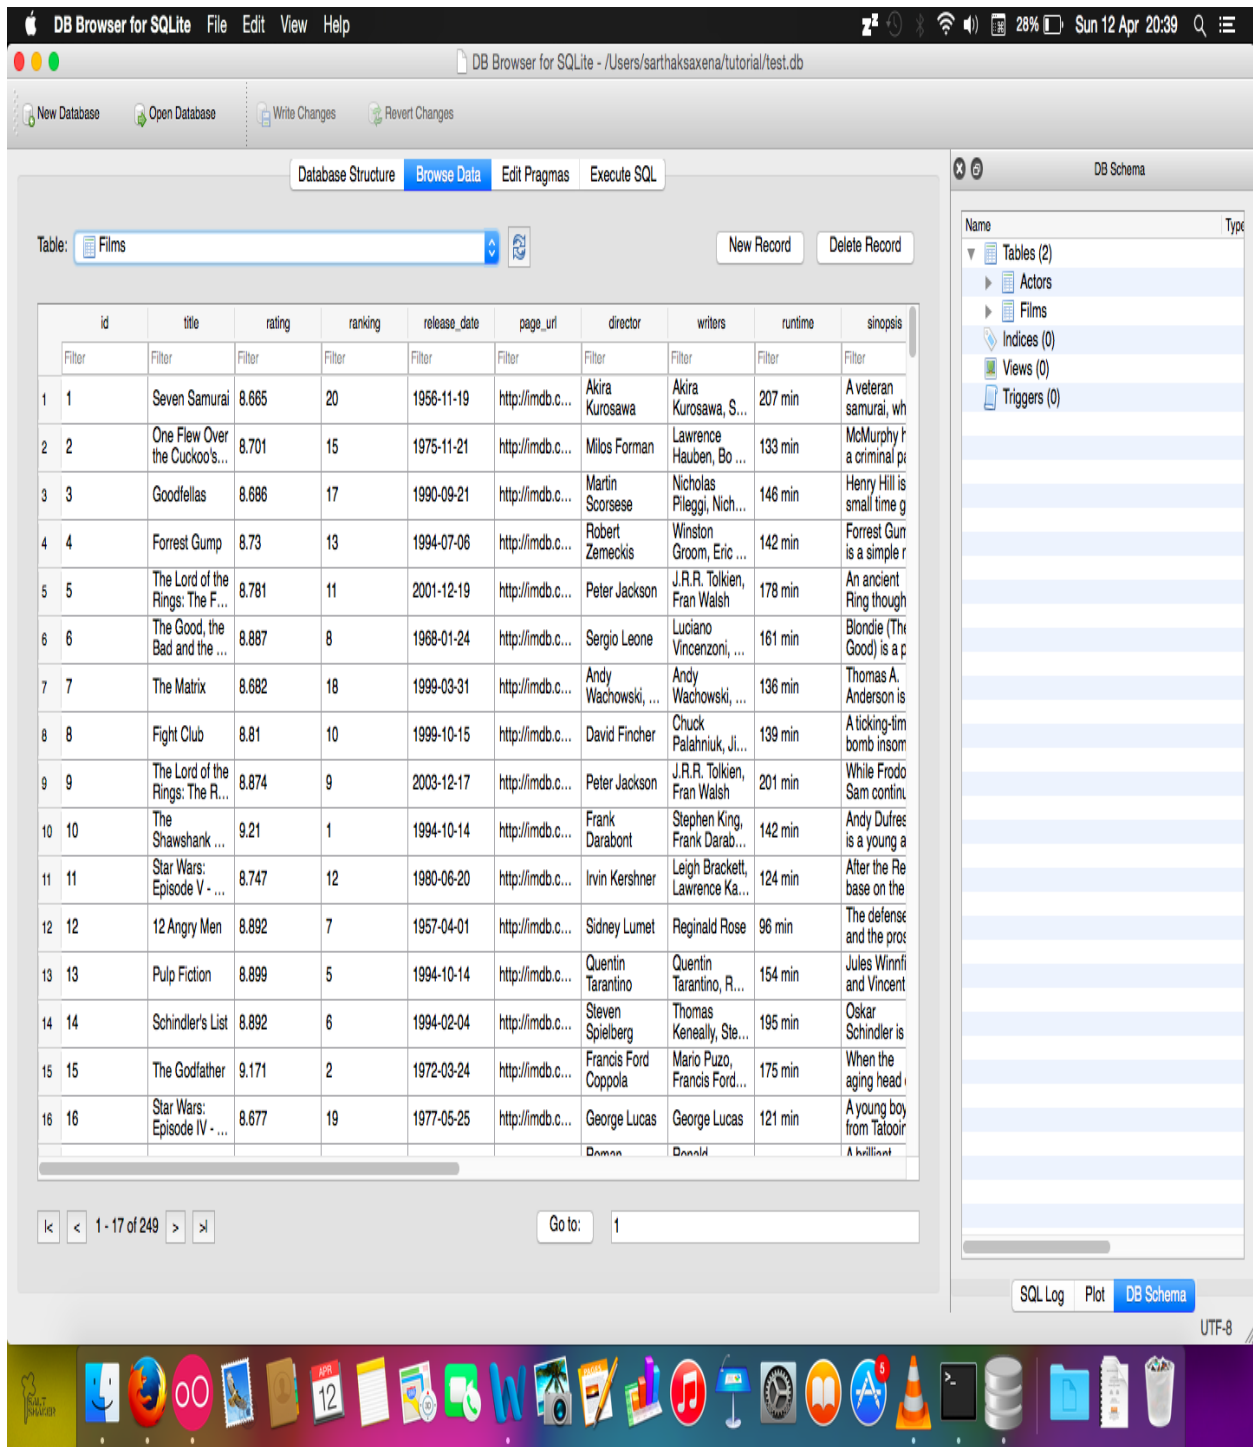 DB Browser for SQLite File Edit View Help 28% Sun 12 Apr 20:39
DB Browser for SQLite - /Users/sarthaksaxena/tutorial/test.db
New Database Open Database Write Changes Revert Changes
Database Structure Browse Data Edit Pragmas Execute SQL
DB Schema
Table: Films New Record Delete Record
Name Type
Tables (2)
Actors
Films
Indices (0)
Views (0)
Triggers (0)
id title rating ranking release_date page_url director writers runtime sinopsis
Filter Filter Filter Filter Filter Filter Filter Filter Filter Filter
1 1 Seven Samurai 8.665 20 1956-11-19 http://imdb.c... Akira Kurosawa Akira Kurosawa, S... 207 min A veteran samurai, wh
2 2 One Flew Over the Cuckoo's... 8.701 15 1975-11-21 http://imdb.c... Milos Forman Lawrence Hauben, Bo ... 133 min McMurphy h a criminal pa
3 3 Goodfellas 8.686 17 1990-09-21 http://imdb.c... Martin Scorsese Nicholas Pileggi, Nich... 146 min Henry Hill is small time g
4 4 Forrest Gump 8.73 13 1994-07-06 http://imdb.c... Robert Zemeckis Winston Groom, Eric ... 142 min Forrest Gum is a simple
5 5 The Lord of the Rings: The F... 8.781 11 2001-12-19 http://imdb.c... Peter Jackson J.R.R. Tolkien, Fran Walsh 178 min An ancient Ring though
6 6 The Good, the Bad and the ... 8.887 8 1968-01-24 http://imdb.c... Sergio Leone Luciano Vincenzoni, ... 161 min Blondie (The Good) is a p
7 7 The Matrix 8.682 18 1999-03-31 http://imdb.c... Andy Wachowski, ... Andy Wachowski, ... 136 min Thomas A. Anderson is
8 8 Fight Club 8.81 10 1999-10-15 http://imdb.c... David Fincher Chuck Palahniuk, Ji... 139 min A ticking-tim bomb insom
9 9 The Lord of the Rings: The R... 8.874 9 2003-12-17 http://imdb.c... Peter Jackson J.R.R. Tolkien, Fran Walsh 201 min While Frodo Sam continu
10 10 The Shawshank ... 9.21 1 1994-10-14 http://imdb.c... Frank Darabont Stephen King, Frank Darab... 142 min Andy Dufres is a young a
11 11 Star Wars: Episode V - ... 8.747 12 1980-06-20 http://imdb.c... Irvin Kershner Leigh Brackett, Lawrence Ka... 124 min After the Re base on the
12 12 12 Angry Men 8.892 7 1957-04-01 http://imdb.c... Sidney Lumet Reginald Rose 96 min The defense and the pros
13 13 Pulp Fiction 8.899 5 1994-10-14 http://imdb.c... Quentin Tarantino Quentin Tarantino, R... 154 min Jules Winnfi and Vincent
14 14 Schindler's List 8.892 6 1994-02-04 http://imdb.c... Steven Spielberg Thomas Keneally, Ste... 195 min Oskar Schindler is
15 15 The Godfather 9.171 2 1972-03-24 http://imdb.c... Francis Ford Coppola Mario Puzo, Francis Ford... 175 min When the aging head
16 16 Star Wars: Episode IV - ... 8.677 19 1977-05-25 http://imdb.c... George Lucas George Lucas 121 min A young boy from Tatooin
Roman Ronald A brilliant
1 - 17 of 249 Go to: 1
SQL Log Plot DB Schema
UTF-8
SALT
SHAKER
APR
12
5
PAGES